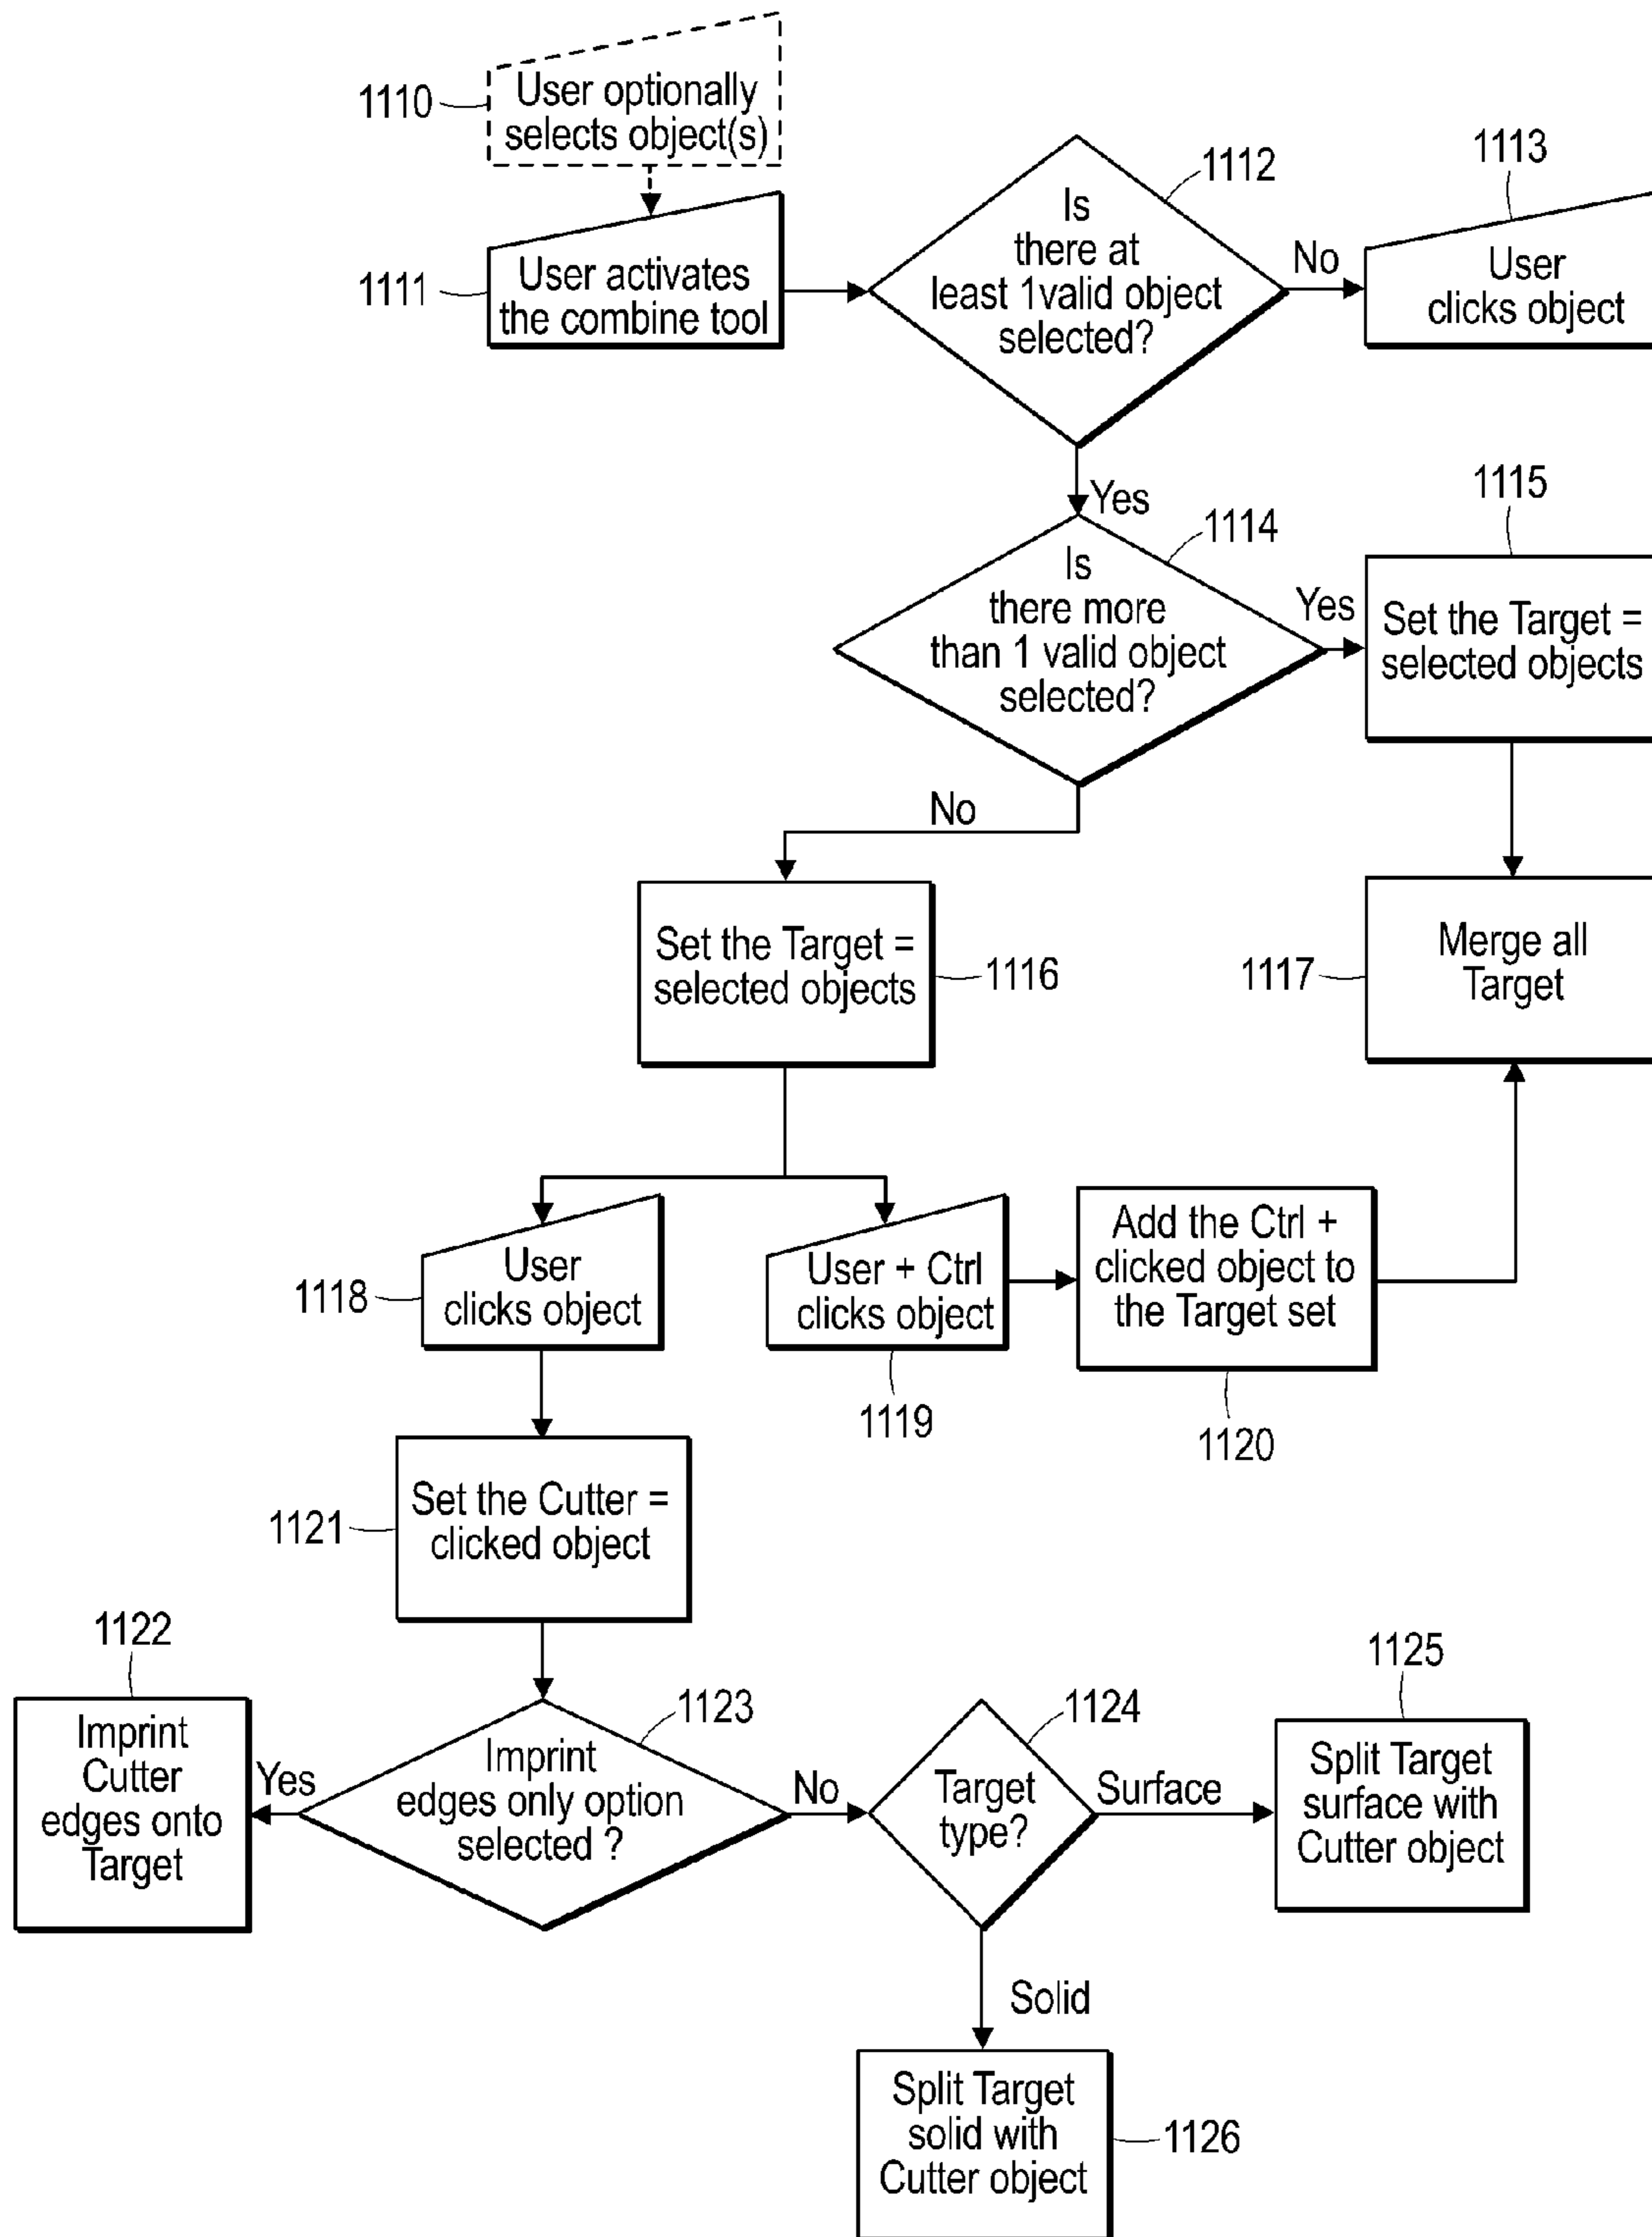 1110
User optionally
selects object(s)
1111
User activates
the combine tool
1112
Is
there at
least 1valid object
selected?
No
1113
User
clicks object
Yes
1114
Is
there more
than 1 valid object
selected?
Yes
1115
Set the Target =
selected objects
No
Set the Target =
selected objects
1116
1117
Merge all
Target
1118
User
clicks object
User + Ctrl
clicks object
1119
Add the Ctrl +
clicked object to
the Target set
1120
1121
Set the Cutter =
clicked object
1122
Imprint
Cutter
edges onto
Target
Yes
1123
Imprint
edges only option
selected ?
No
1124
Target
type?
Surface
1125
Split Target
surface with
Cutter object
Solid
Split Target
solid with
Cutter object
1126